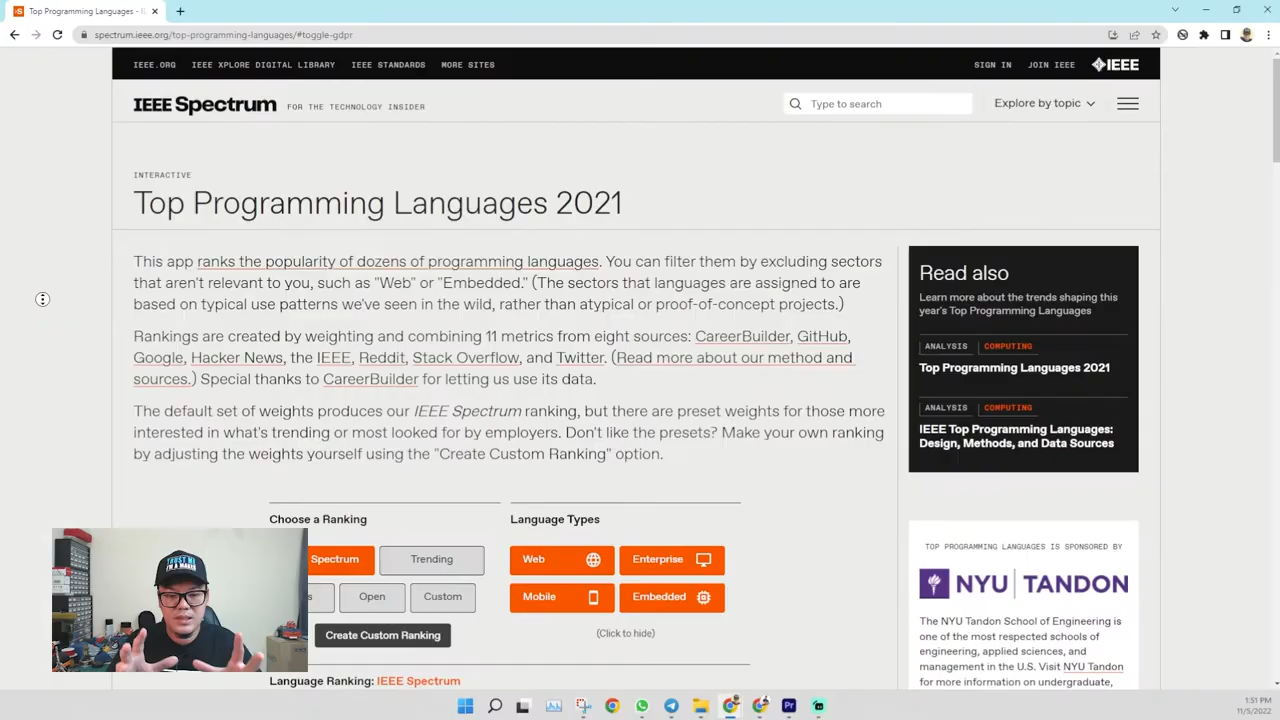 Top Programming Languages - 
spectrum.ieee.org/top-programming-languages/#toggle-gdpr
IEEE.ORG IEEE XPLORE DIGITAL LIBRARY IEEE STANDARDS MORE SITES
SIGN IN JOIN IEEE IEEE
IEEE Spectrum FOR THE TECHNOLOGY INSIDER
Type to search
Explore by topic
INTERACTIVE
Top Programming Languages 2021
This app ranks the popularity of dozens of programming languages. You can filter them by excluding sectors
that aren't relevant to you, such as "Web" or "Embedded." (The sectors that languages are assigned to are
based on typical use patterns we've seen in the wild, rather than atypical or proof-of-concept projects.)
Rankings are created by weighting and combining 11 metrics from eight sources: CareerBuilder, GitHub,
Google, Hacker News, the IEEE, Reddit, Stack Overflow, and Twitter. (Read more about our method and
sources.) Special thanks to CareerBuilder for letting us use its data.
The default set of weights produces our IEEE Spectrum ranking, but there are preset weights for those more
interested in what's trending or most looked for by employers. Don't like the presets? Make your own ranking
by adjusting the weights yourself using the "Create Custom Ranking" option.
Read also
Learn more about the trends shaping this
year's Top Programming Languages
ANALYSIS COMPUTING
Top Programming Languages 2021
ANALYSIS COMPUTING
IEEE Top Programming Languages:
Design, Methods, and Data Sources
Choose a Ranking
Spectrum Trending
s Open Custom
Create Custom Ranking
Language Types
Web Enterprise
Mobile Embedded
(Click to hide)
Language Ranking: IEEE Spectrum
TOP PROGRAMMING LANGUAGES IS SPONSORED BY
NYU TANDON
The NYU Tandon School of Engineering is
one of the most respected schools of
engineering, applied sciences, and
management in the U.S. Visit NYU Tandon
for more information on undergraduate,
TRUST ME
I'M A MAKER
Pr
1:51 PM
11/5/2022